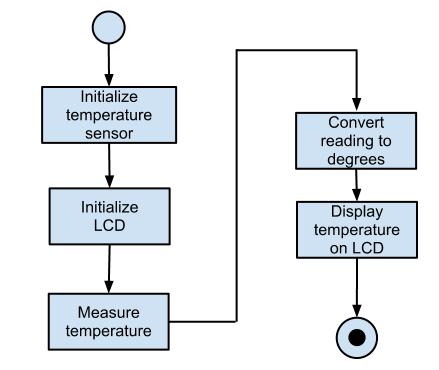 Initialize
temperature
sensor
Initialize
LCD
Measure
temperature
Convert
reading to
degrees
Display
temperature
on LCD